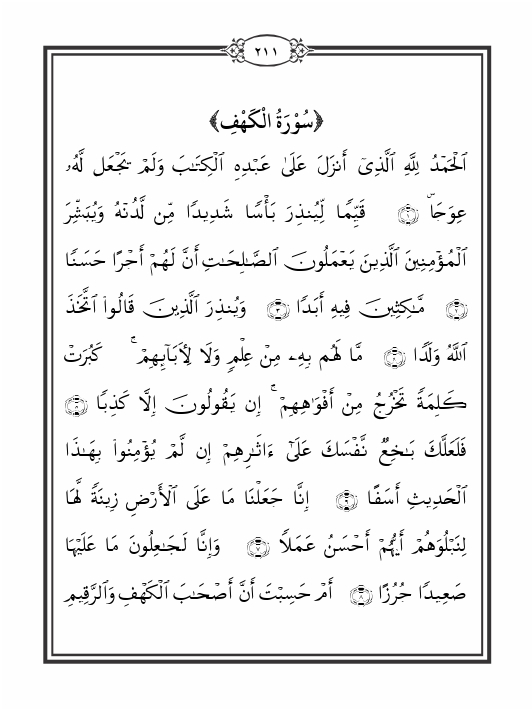 ٢١١
﴿سُوْرَةُ الْكَهْفِ﴾
ٱلْحَمْدُ لِلَّهِ ٱلَّذِىٓ أَنزَلَ عَلَىٰ عَبْدِهِ ٱلْكِتَـٰبَ وَلَمْ يَجْعَل لَّهُۥ
عِوَجَاۜ ﴿١﴾ قَيِّمًا لِّيُنذِرَ بَأْسًا شَدِيدًا مِّن لَّدُنْهُ وَيُبَشِّرَ
ٱلْمُؤْمِنِينَ ٱلَّذِينَ يَعْمَلُونَ ٱلصَّـٰلِحَـٰتِ أَنَّ لَهُمْ أَجْرًا حَسَنًا
﴿٢﴾ مَّـٰكِثِينَ فِيهِ أَبَدًا ﴿٣﴾ وَيُنذِرَ ٱلَّذِينَ قَالُوا۟ ٱتَّخَذَ
ٱللَّهُ وَلَدًا ﴿٤﴾ مَّا لَهُم بِهِۦ مِنْ عِلْمٍ وَلَا لِأَبَآئِهِمْ ۚ كَبُرَتْ
كَلِمَةً تَخْرُجُ مِنْ أَفْوَٰهِهِمْ ۚ إِن يَقُولُونَ إِلَّا كَذِبًا ﴿٥﴾
فَلَعَلَّكَ بَـٰخِعٌ نَّفْسَكَ عَلَىٰٓ ءَاثَـٰرِهِمْ إِن لَّمْ يُؤْمِنُوا۟ بِهَـٰذَا
ٱلْحَدِيثِ أَسَفًا ﴿٦﴾ إِنَّا جَعَلْنَا مَا عَلَى ٱلْأَرْضِ زِينَةً لَّهَا
لِنَبْلُوَهُمْ أَيُّهُمْ أَحْسَنُ عَمَلًا ﴿٧﴾ وَإِنَّا لَجَـٰعِلُونَ مَا عَلَيْهَا
صَعِيدًا جُرُزًا ﴿٨﴾ أَمْ حَسِبْتَ أَنَّ أَصْحَـٰبَ ٱلْكَهْفِ وَٱلرَّقِيمِ